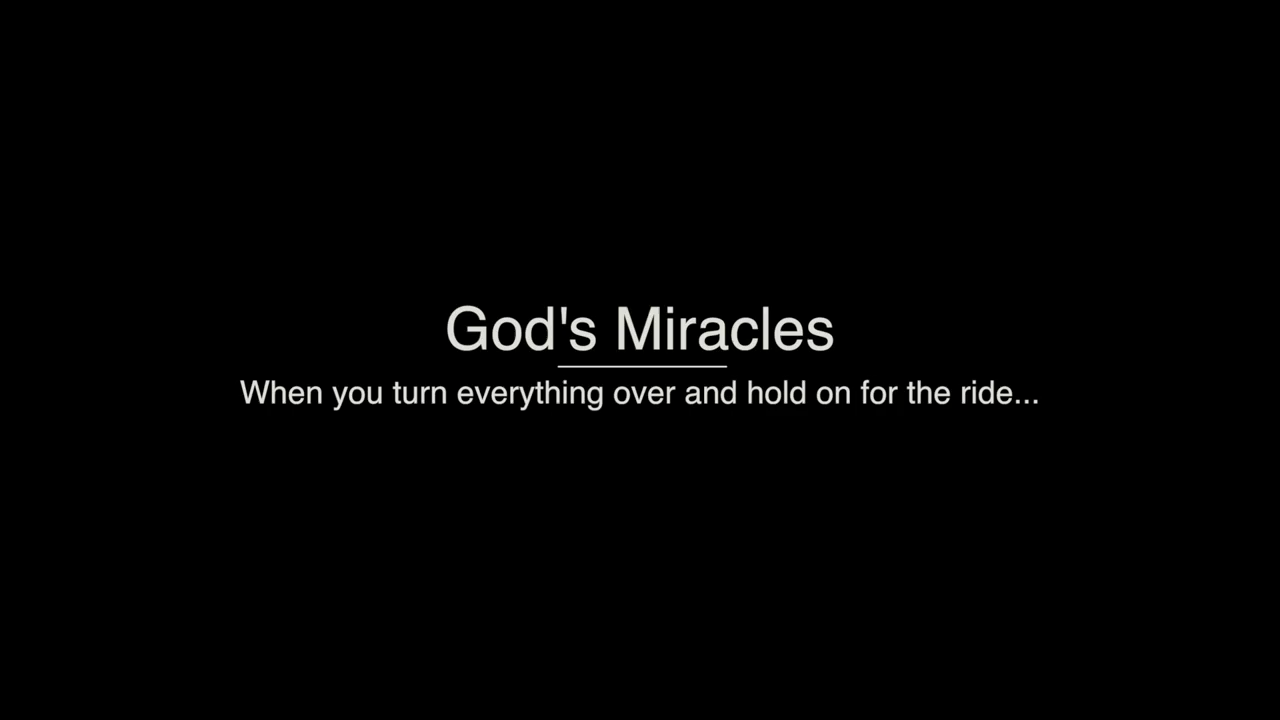 God's Miracles
When you turn everything over and hold on for the ride...